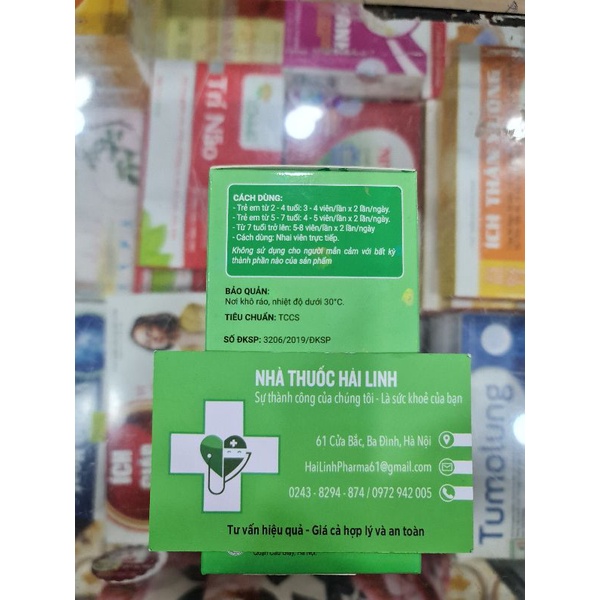 Trí Não
ÍCH THẬN VƯƠNG
CÁCH DÙNG:
- Trẻ em từ 2 - 4 tuổi: 3 - 4 viên/lần x 2 lần/ngày.
- Trẻ em từ 5 - 7 tuổi: 4 - 5 viên/lần x 2 lần/ngày.
- Từ 7 tuổi trở lên: 5-8 viên/lần x 2 lần/ngày
- Cách dùng: Nhai viên trực tiếp.
Không sử dụng cho người mẫn cảm với bất kỳ
thành phần nào của sản phẩm
BẢO QUẢN:
Nơi khô ráo, nhiệt độ dưới 30°C.
TIÊU CHUẨN: TCCS
SỐ ĐKSP: 3206/2019/ĐKSP
NHÀ THUỐC HẢI LINH
Sự thành công của chúng tôi - Là sức khoẻ của bạn
61 Cửa Bắc, Ba Đình, Hà Nội
HaiLinhPharma61@gmail.com
0243 - 8294 - 874 / 0972 942 005
Tư vấn hiệu quả - Giá cả hợp lý và an toàn
Tumolung
ÍCH